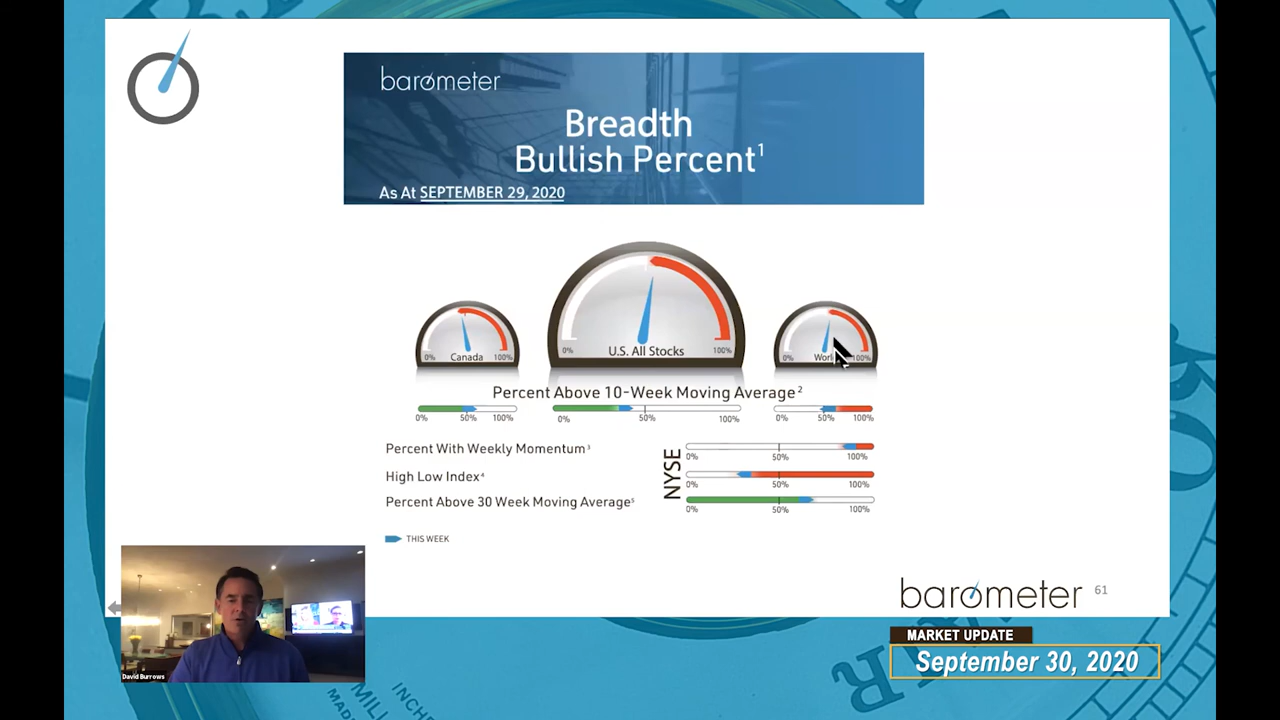 barometer
Breadth
Bullish Percent1
As At SEPTEMBER 29, 2020
0% Canada 100%
0% U.S. All Stocks 100%
0% 100%
Percent Above 10-Week Moving Average2
0% 50% 100%
0% 50% 100%
0% 50% 100%
Percent With Weekly Momentum3
High Low Index4
Percent Above 30 Week Moving Average5
NYSE
0% 50% 100%
0% 50% 100%
0% 50% 100%
THIS WEEK
barometer 61
David Burrows
MARKET UPDATE
September 30, 2020